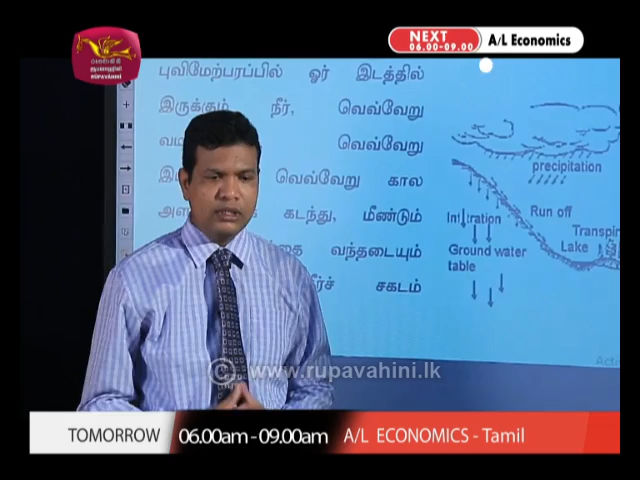 NEXT
06.00-09.00
A/L Economics
RUPAVAHINI
புவிமேற்பரப்பில் ஓர் இடத்தில்
இருக்கும் நீர், வெவ்வேறு
வெவ்வேறு
வெவ்வேறு கால
கடந்து, மீண்டும்
வந்தடையும்
சகடம்
precipitation
Run off
Lake
Ground water
table
© www.rupavahini.lk
TOMORROW 06.00am - 09.00am A/L ECONOMICS - Tamil